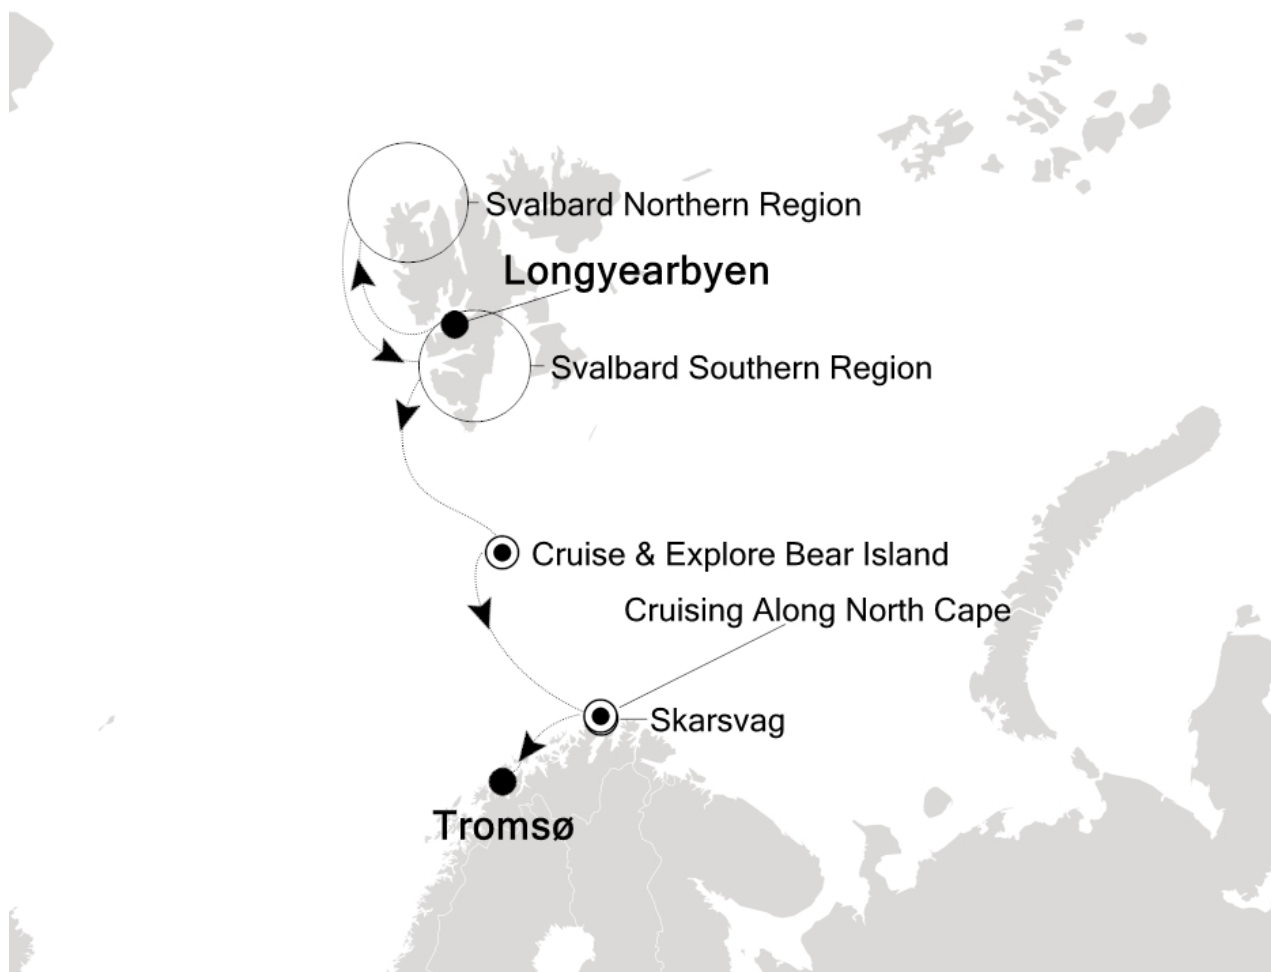 Svalbard Northern Region
Longyearbyen
Svalbard Southern Region
Cruise & Explore Bear Island
Cruising Along North Cape
Skarsvag
Tromsø